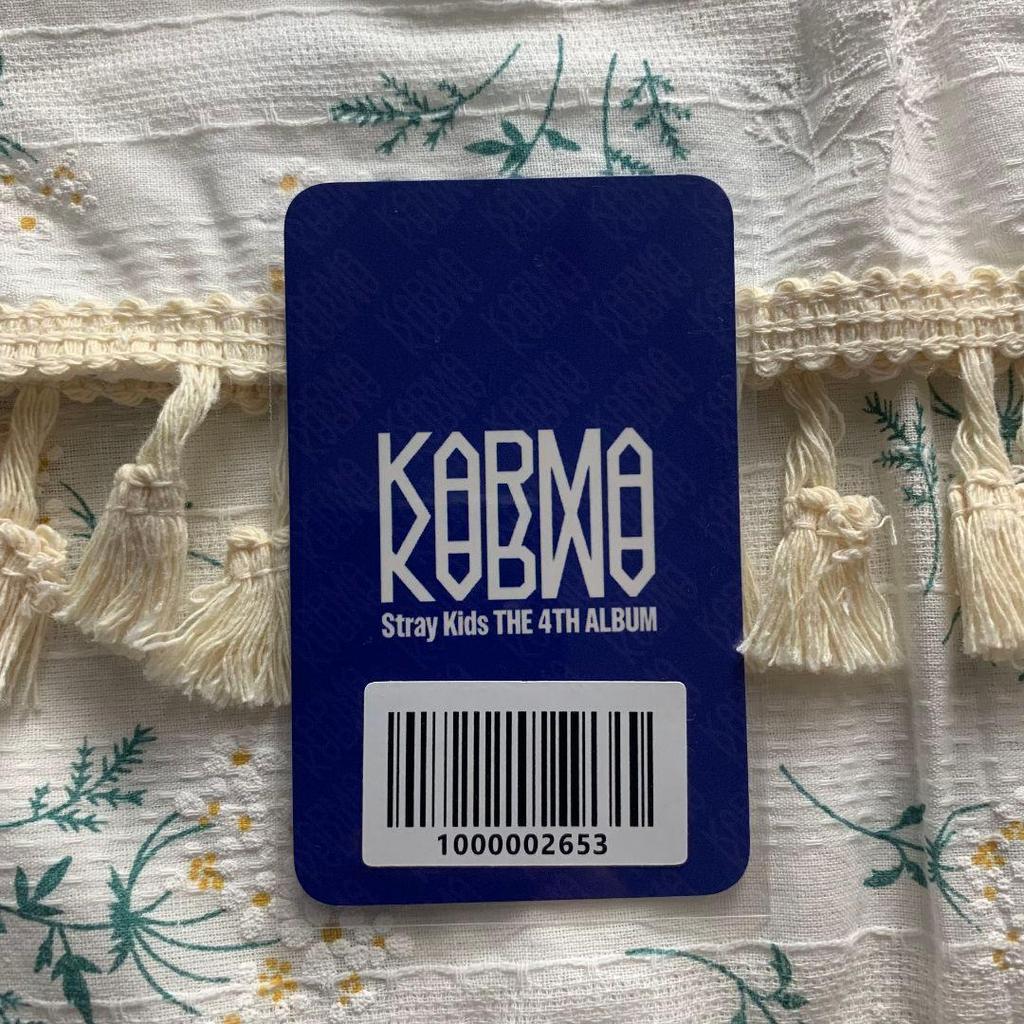 KARMA
Stray Kids THE 4TH ALBUM
1000002653